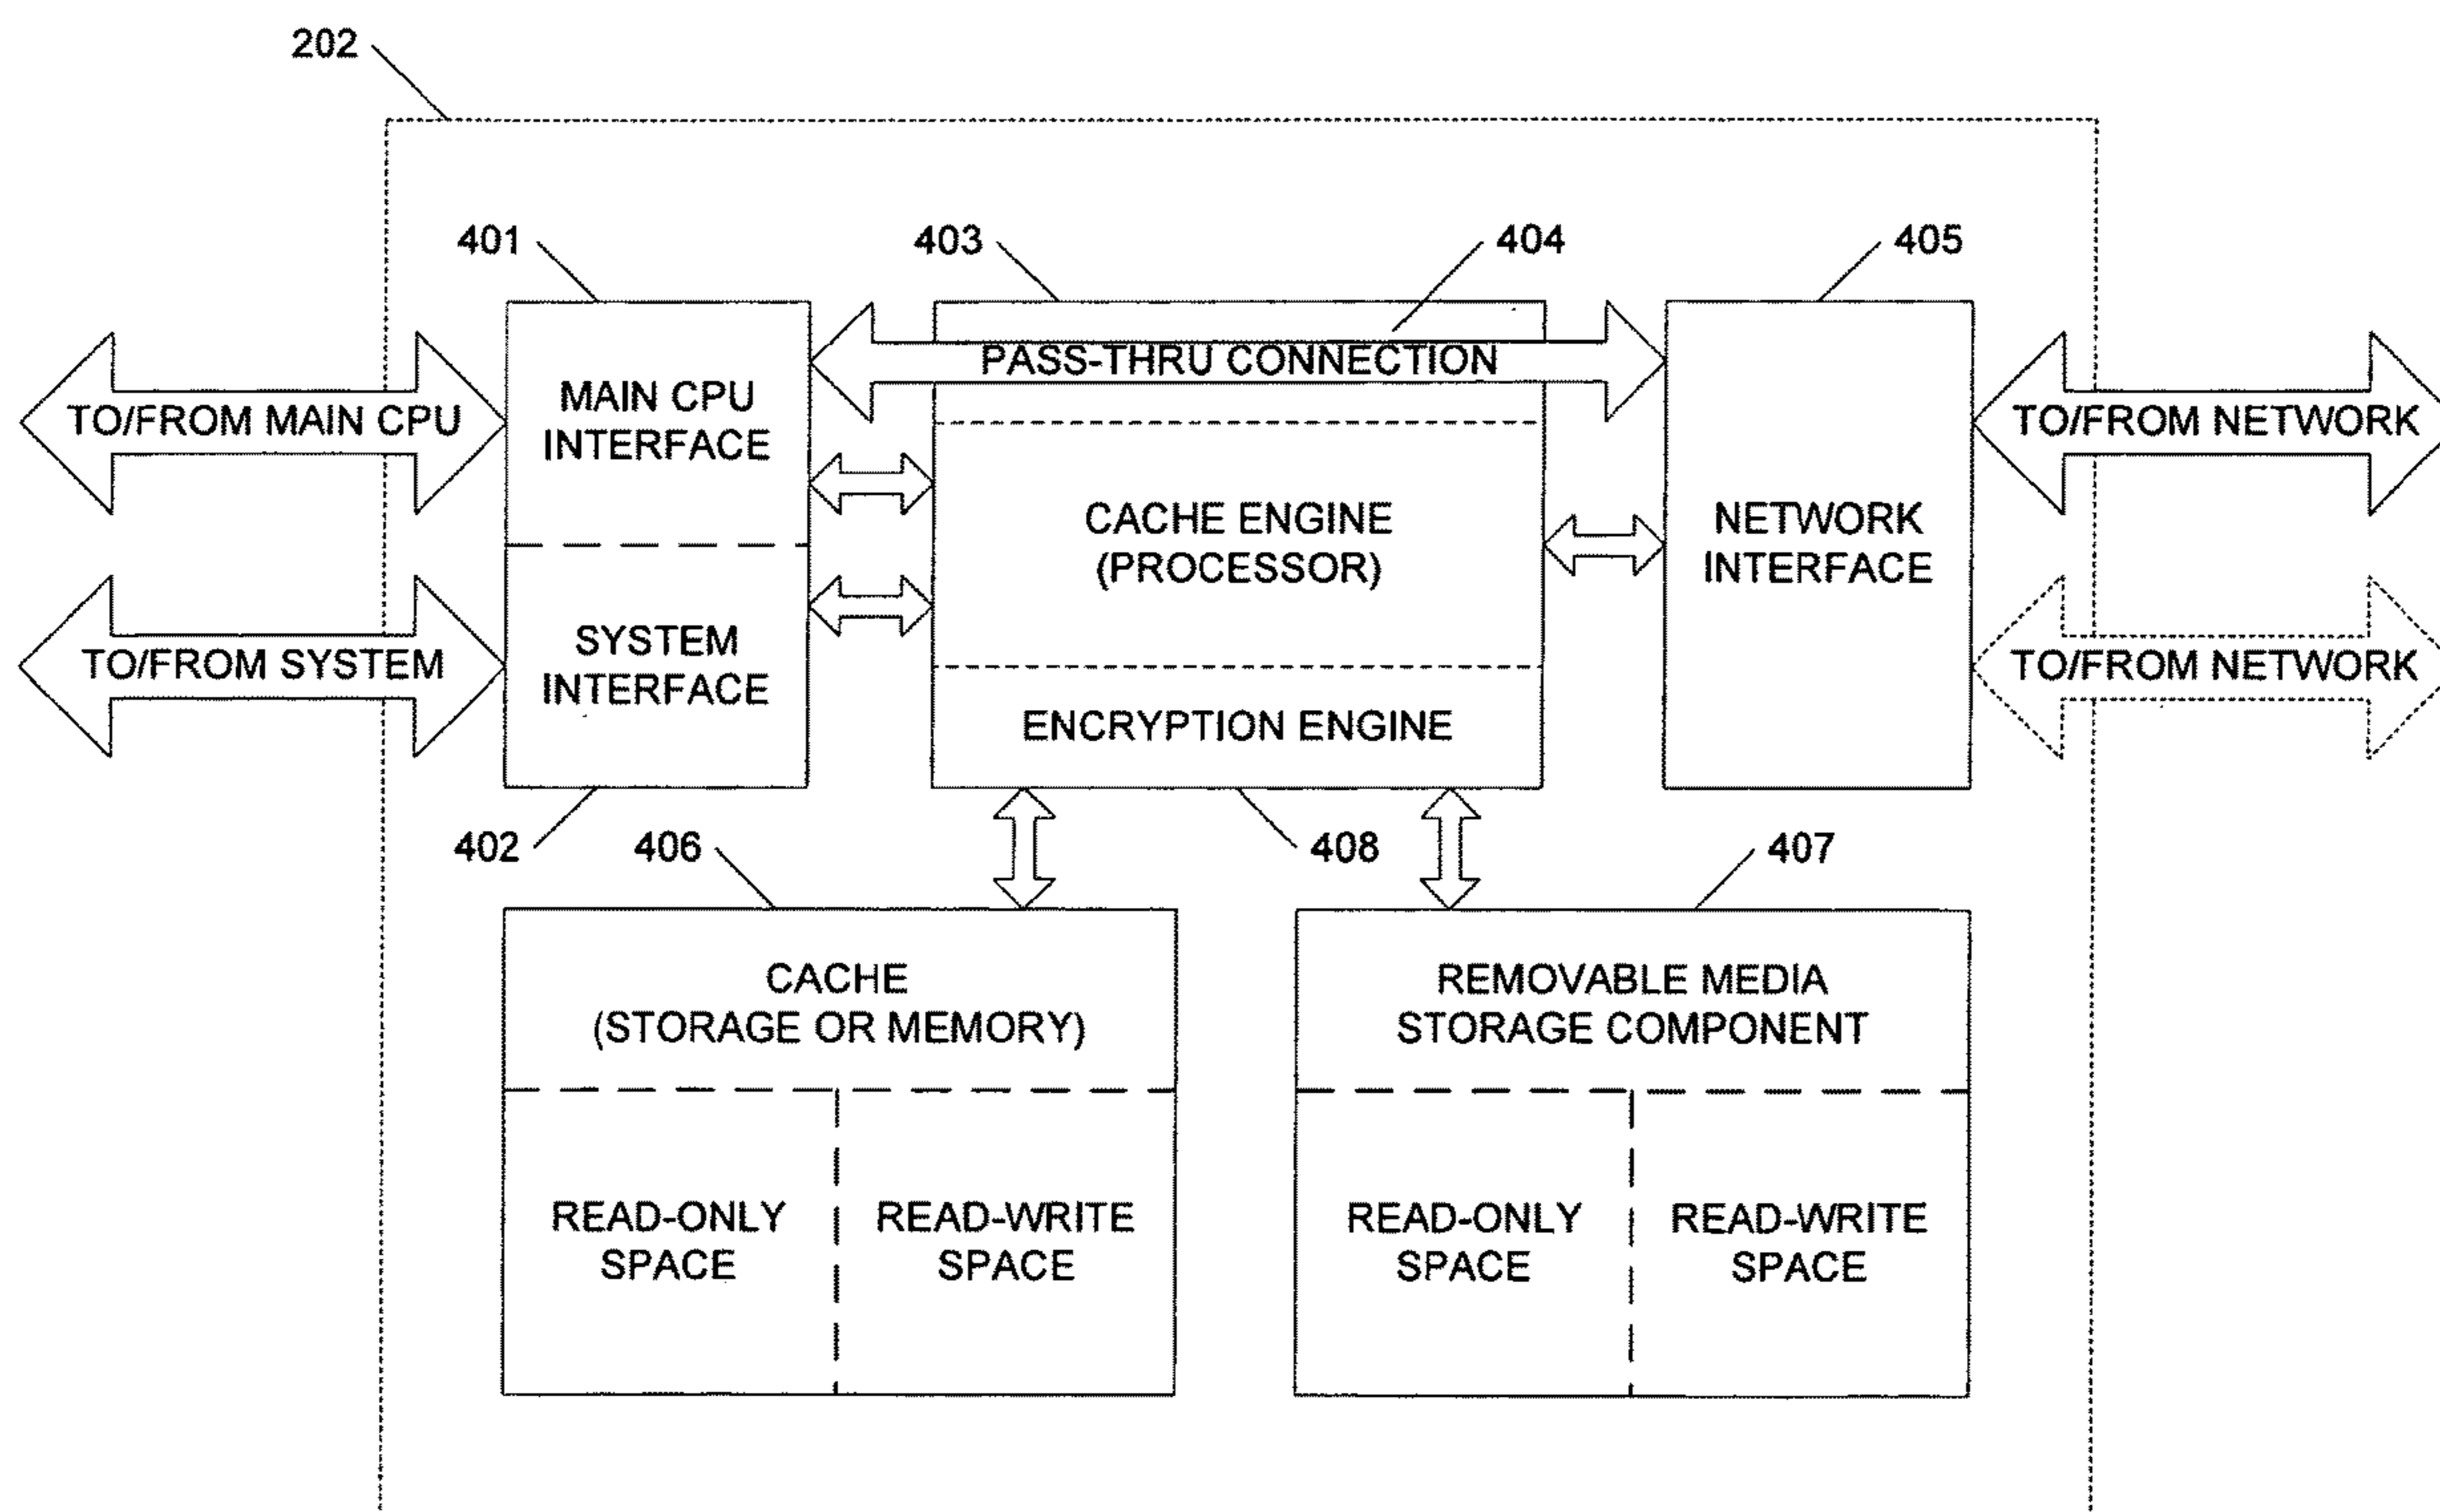 202
401
403
404
405
PASS-THRU CONNECTION
TO/FROM MAIN CPU
MAIN CPU
INTERFACE
TO/FROM NETWORK
CACHE ENGINE
(PROCESSOR)
NETWORK
INTERFACE
TO/FROM SYSTEM
SYSTEM
INTERFACE
TO/FROM NETWORK
ENCRYPTION ENGINE
402
406
408
407
CACHE
(STORAGE OR MEMORY)
REMOVABLE MEDIA
STORAGE COMPONENT
READ-ONLY
SPACE
READ-WRITE
SPACE
READ-ONLY
SPACE
READ-WRITE
SPACE